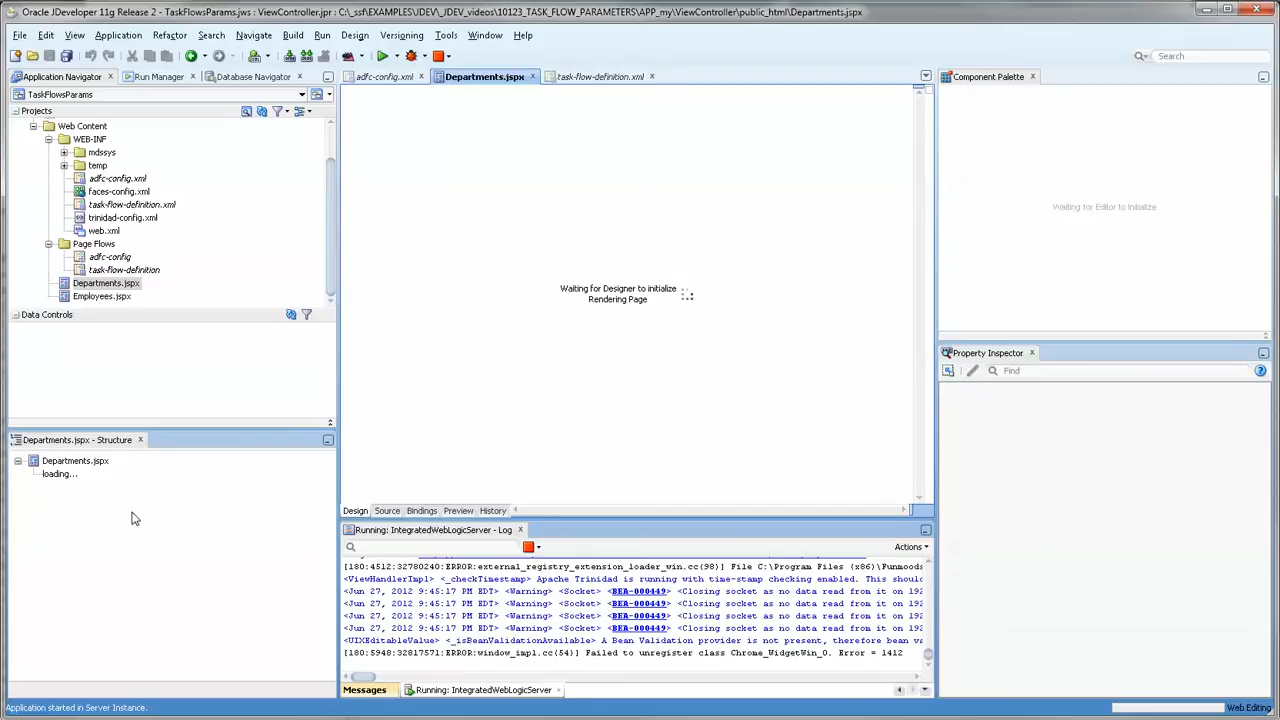 Oracle JDeveloper 11g Release 2 - TaskFlowsParams.jws : ViewController.jpr : C:\_ssf\EXAMPLES\JDEV\_JDEV_videos\10123_TASK_FLOW_PARAMETERS\APP_my\ViewController\public_html\Departments.jspx
File Edit View Application Refactor Search Navigate Build Run Design Versioning Tools Window Help
Search
Application Navigator Run Manager Database Navigator
adfc-config.xml Departments.jspx task-flow-definition.xml
Component Palette
TaskFlowsParams
Projects
Web Content
WEB-INF
mdssys
temp
adfc-config.xml
faces-config.xml
task-flow-definition.xml
trinidad-config.xml
web.xml
Page Flows
adfc-config
task-flow-definition
Departments.jspx
Employees.jspx
Data Controls
Waiting for Designer to initialize
Rendering Page
Waiting for Editor to initialize
Property Inspector
Find
Departments.jspx - Structure
Departments.jspx
loading...
Design Source Bindings Preview History
Running: IntegratedWebLogicServer - Log
Actions
[180:4512:32780240:ERROR:external_registry_extension_loader_win.cc(98)] File C:\Program Files (x86)\Funmoods
<ViewHandlerImpl> <_checkTimestamp> Apache Trinidad is running with time-stamp checking enabled. This shoul
<Jun 27, 2012 9:45:17 PM EDT> <Warning> <Socket> <BEA-000449> <Closing socket as no data read from it on 192
<Jun 27, 2012 9:45:17 PM EDT> <Warning> <Socket> <BEA-000449> <Closing socket as no data read from it on 192
<Jun 27, 2012 9:45:17 PM EDT> <Warning> <Socket> <BEA-000449> <Closing socket as no data read from it on 192
<Jun 27, 2012 9:45:17 PM EDT> <Warning> <Socket> <BEA-000449> <Closing socket as no data read from it on 192
<UIXEditableValue> <_isBeanValidationAvailable> A Bean Validation provider is not present, therefore bean va
[180:5948:32817571:ERROR:window_impl.cc(54)] Failed to unregister class Chrome_WidgetWin_0. Error = 1412
Messages Running: IntegratedWebLogicServer
Application started in Server Instance.
Web Editing